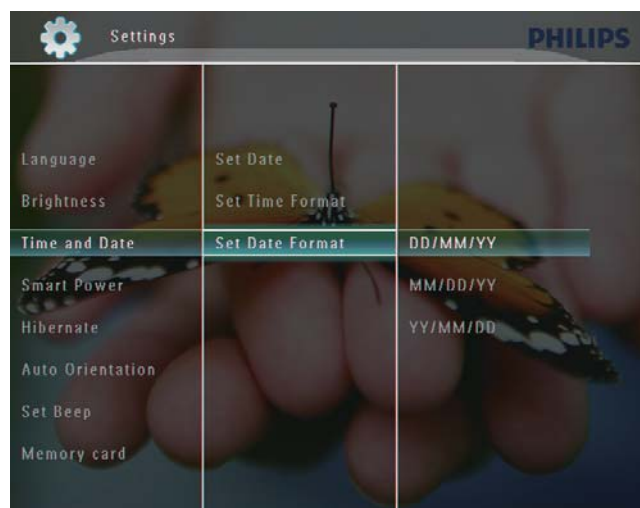 Settings
PHILIPS
Language
Brightness
Time and Date
Smart Power
Hibernate
Auto Orientation
Set Beep
Memory card
Set Date
Set Time Format
Set Date Format
DD/MM/YY
MM/DD/YY
YY/MM/DD